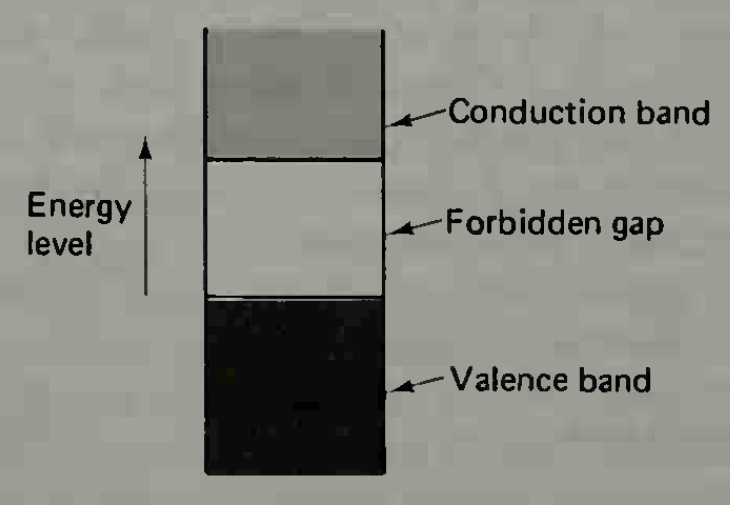 Conduction band
Energy
level
Forbidden gap
Valence band